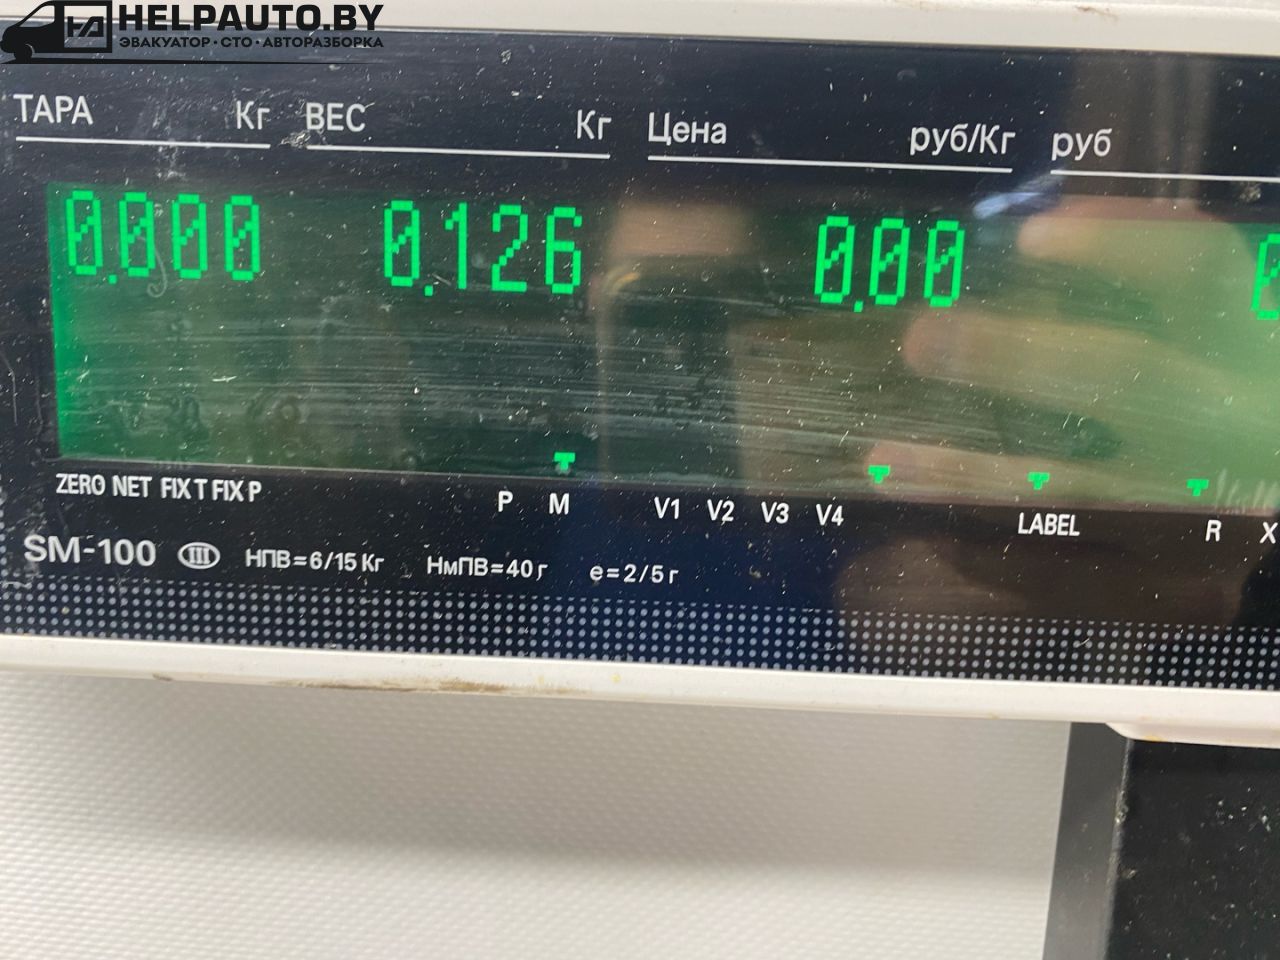 HELPAUTO.BY
ЭВАКУАТОР · СТО · АВТОРАЗБОРКА
ТАРА Кг ВЕС Кг Цена руб/Кг руб
0.000 0.126 0.00
ZERO NET FIX T FIX P P M V1 V2 V3 V4 LABEL R X
SM-100 III НПВ=6/15 Кг НмПВ=40 г e=2/5 г